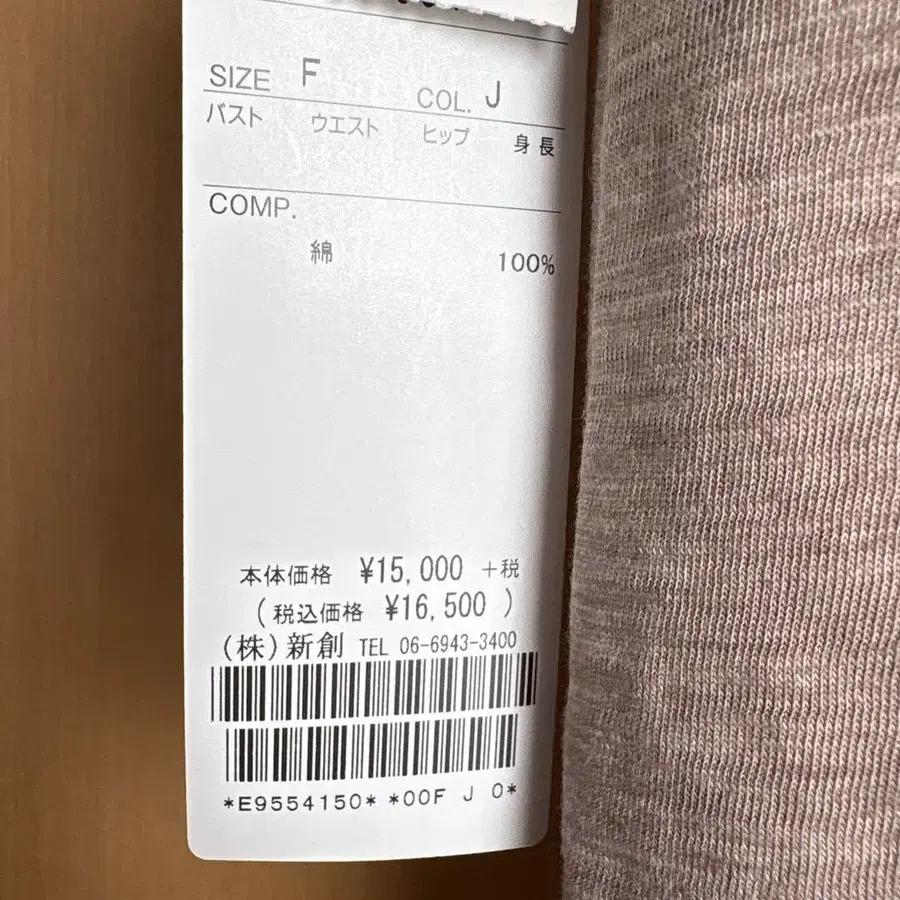 SIZE F COL. J
バスト ウエスト ヒップ 身長
COMP.
綿 100%
本体価格 ¥15,000 +税
(税込価格 ¥16,500 )
(株)新創 TEL 06-6943-3400
*E9554150* *00F J 0*